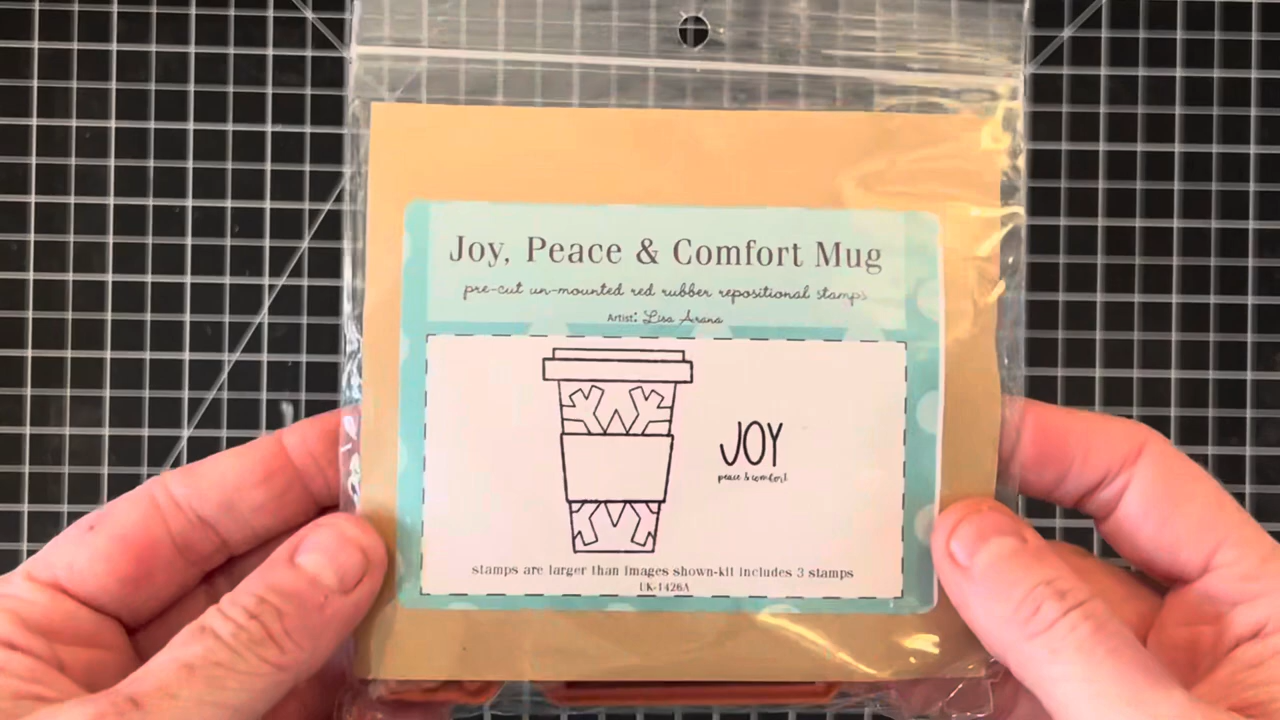 Joy, Peace & Comfort Mug
pre-cut un-mounted red rubber repositional stamps
Artist: Lisa Arana
JOY
peace & comfort
stamps are larger than images shown-kit includes 3 stamps
UK-1426A